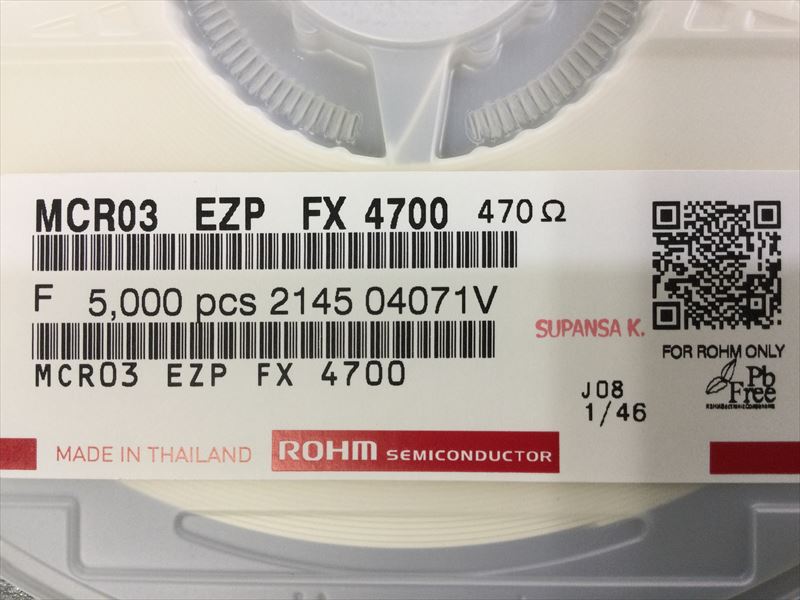 MCR03 EZP FX 4700 470Ω
F 5,000 pcs 2145 04071V
SUPANSA K.
MCR03 EZP FX 4700
FOR ROHM ONLY
Pb
Free
J08
1/46
MADE IN THAILAND
ROHM SEMICONDUCTOR